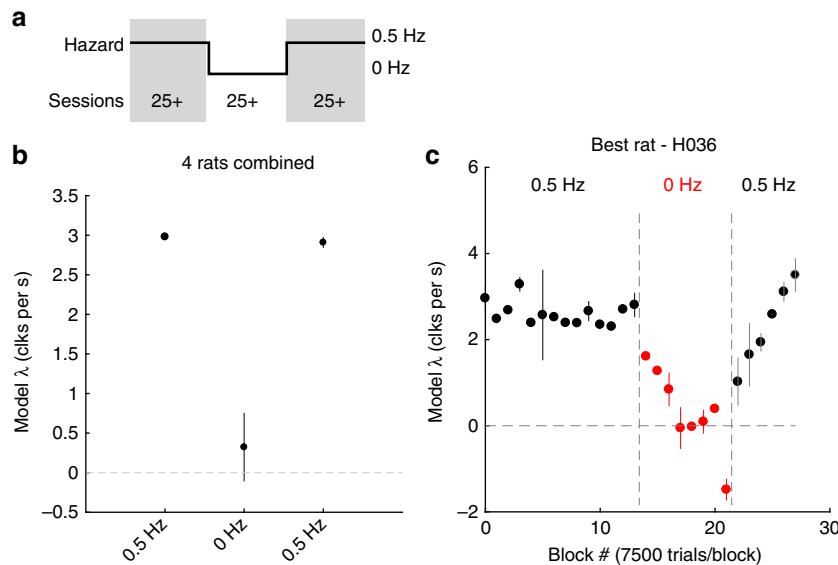 a
Hazard
0.5 Hz
0 Hz
Sessions 25+ 25+ 25+
b
4 rats combined
Model λ (clks per s)
3.5
3
2.5
2
1.5
1
0.5
0
−0.5
0.5 Hz
0 Hz
0.5 Hz
c
Best rat - H036
0.5 Hz 0 Hz 0.5 Hz
Model λ (clks per s)
6
4
2
0
−2
0 10 20 30
Block # (7500 trials/block)